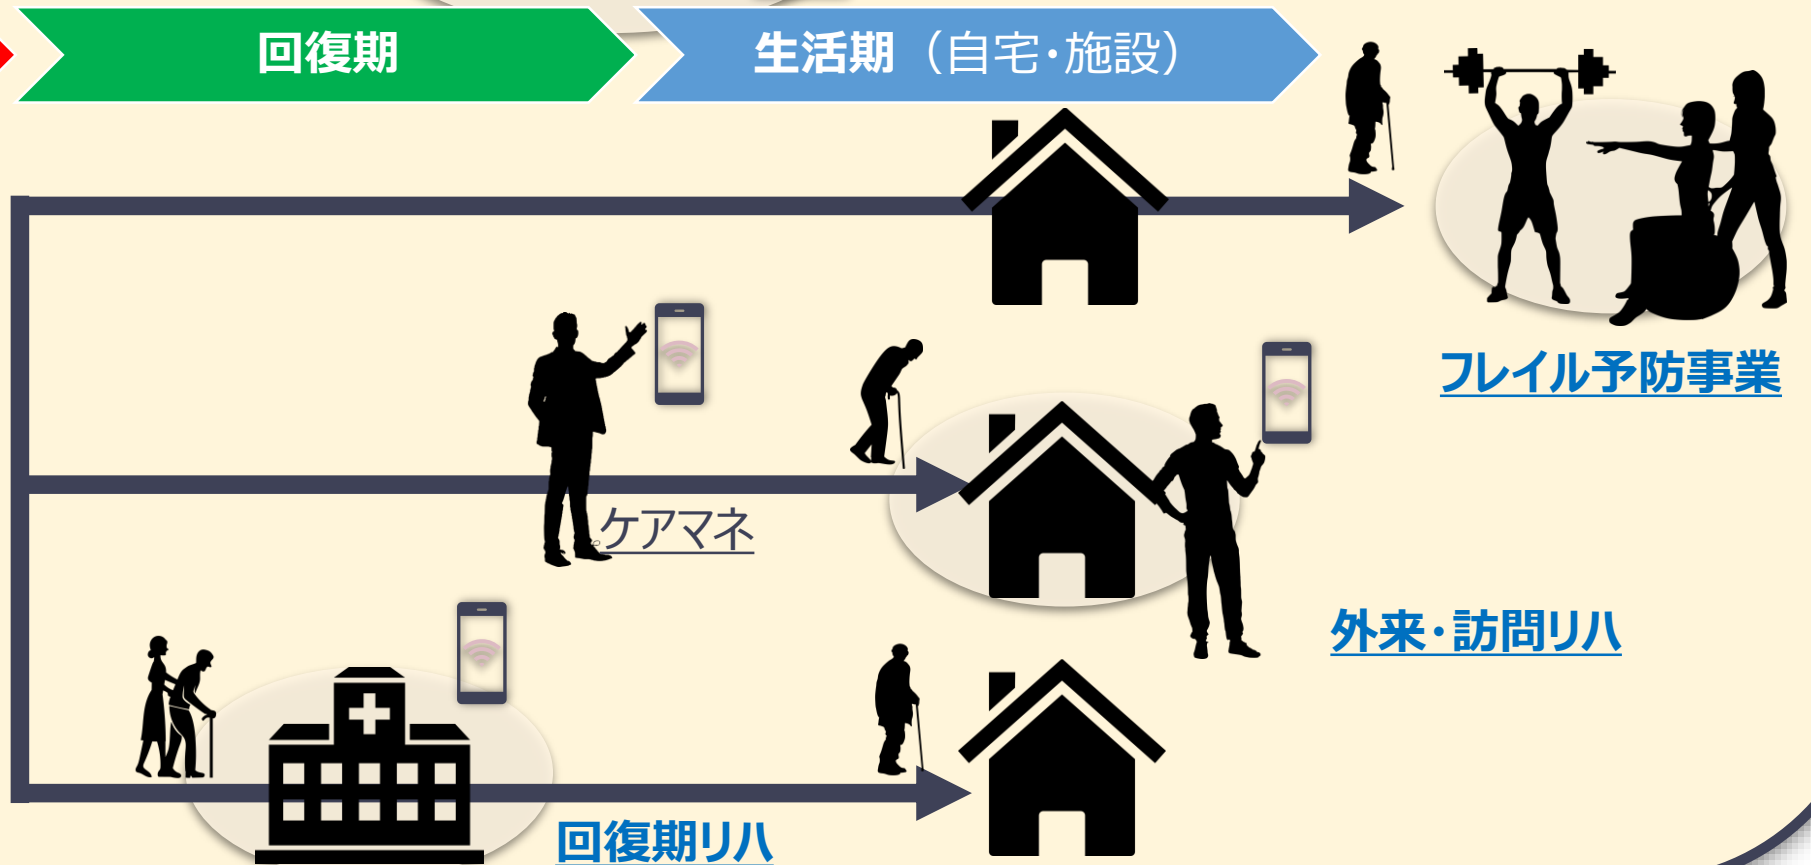 回復期
生活期（自宅・施設）
フレイル予防事業
ケアマネ
外来・訪問リハ
回復期リハ